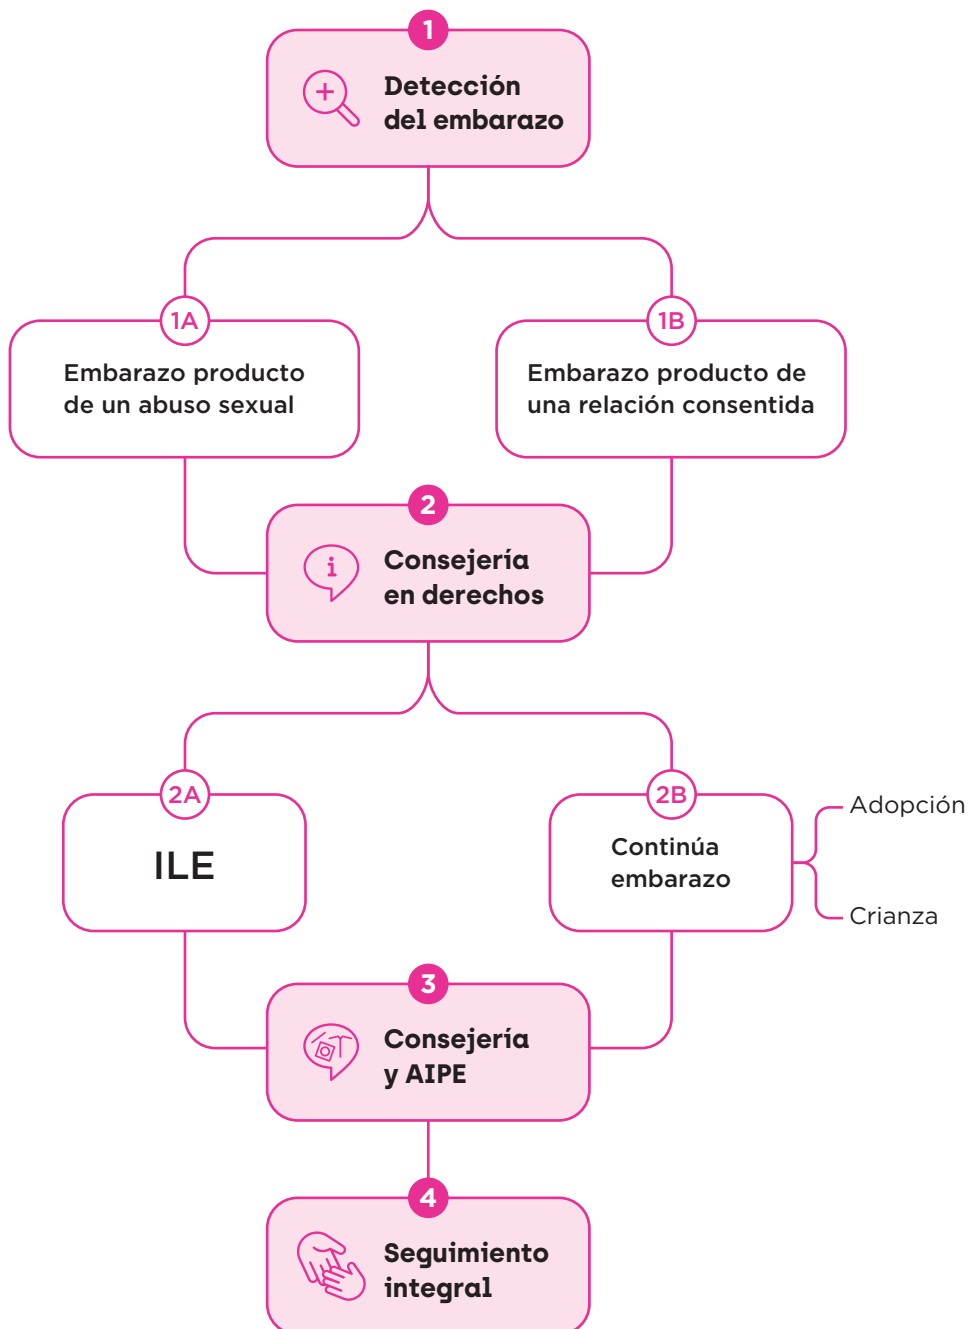 1
Detección
del embarazo
1A
Embarazo producto
de un abuso sexual
1B
Embarazo producto de
una relación consentida
2
i
Consejería
en derechos
2A
ILE
2B
Continúa
embarazo
Adopción
Crianza
3
Consejería
y AIPE
4
Seguimiento
integral